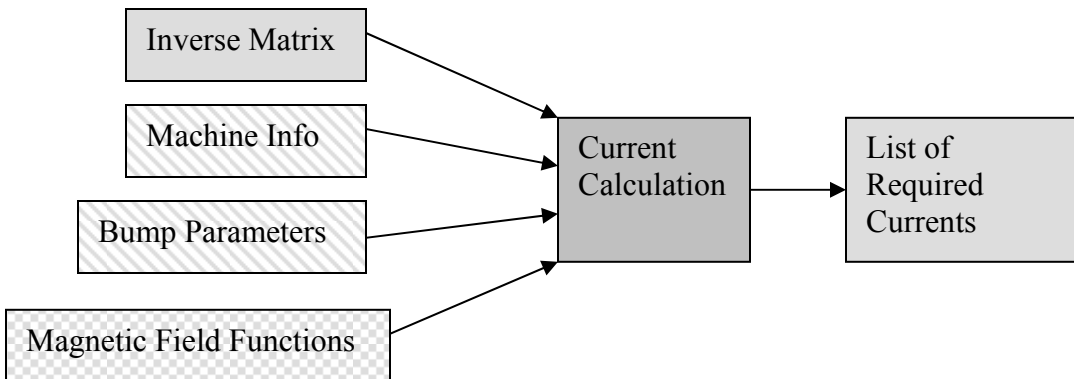 Inverse Matrix
Machine Info
Bump Parameters
Magnetic Field Functions
Current
Calculation
List of
Required
Currents